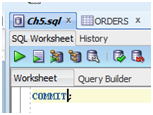 Ch5.sql ORDERS
SQL Worksheet History
Worksheet Query Builder
COMMIT;